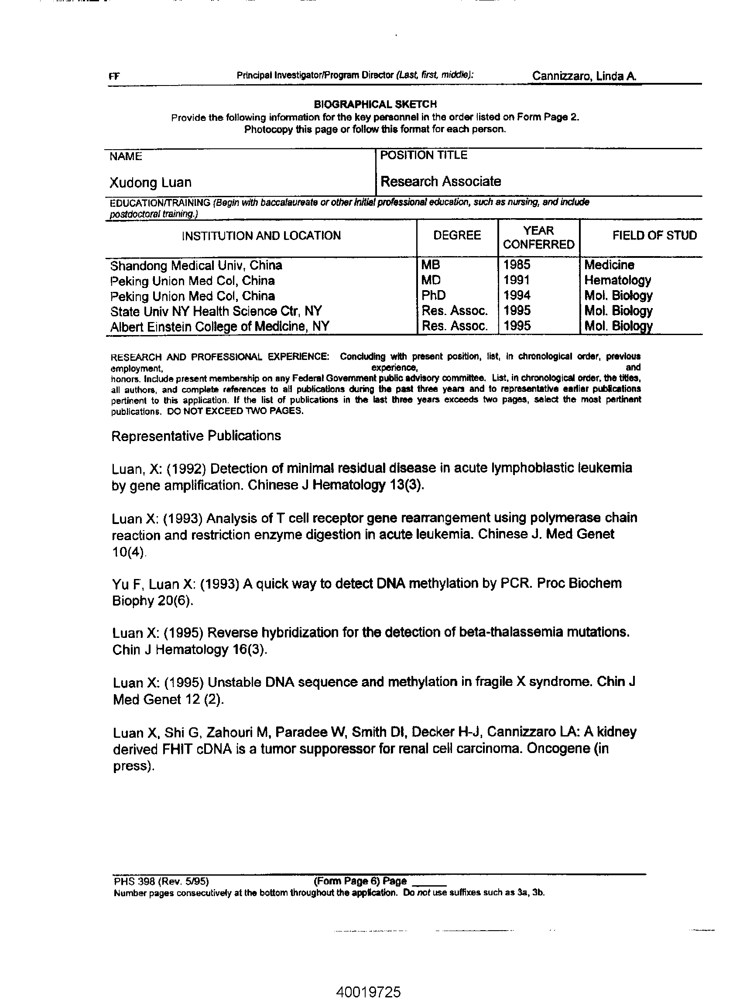 FF Principal Investigator/Program Director (Last, first, middle): Cannizzaro, Linda A.
BIOGRAPHICAL SKETCH
Provide the following information for the key personnel in the order listed on Form Page 2.
Photocopy this page or follow this format for each person.
NAME POSITION TITLE
Xudong Luan Research Associate
EDUCATION/TRAINING (Begin with baccalaureate or other initial professional education, such as nursing, and include
postdoctoral training.)
INSTITUTION AND LOCATION DEGREE YEAR CONFERRED FIELD OF STUD
Shandong Medical Univ, China MB 1985 Medicine
Peking Union Med Col, China MD 1991 Hematology
Peking Union Med Col, China PhD 1994 Mol. Biology
State Univ NY Health Science Ctr, NY Res. Assoc. 1995 Mol. Biology
Albert Einstein College of Medicine, NY Res. Assoc. 1995 Mol. Biology
RESEARCH AND PROFESSIONAL EXPERIENCE: Concluding with present position, list, in chronological order, previous
employment, experience, and
honors. Include present membership on any Federal Government public advisory committee. List, in chronological order, the titles,
all authors, and complete references to all publications during the past three years and to representative earlier publications
pertinent to this application. If the list of publications in the last three years exceeds two pages, select the most pertinent
publications. DO NOT EXCEED TWO PAGES.
Representative Publications
Luan, X: (1992) Detection of minimal residual disease in acute lymphoblastic leukemia
by gene amplification. Chinese J Hematology 13(3).
Luan X: (1993) Analysis of T cell receptor gene rearrangement using polymerase chain
reaction and restriction enzyme digestion in acute leukemia. Chinese J. Med Genet
10(4).
Yu F, Luan X: (1993) A quick way to detect DNA methylation by PCR. Proc Biochem
Biophy 20(6).
Luan X: (1995) Reverse hybridization for the detection of beta-thalassemia mutations.
Chin J Hematology 16(3).
Luan X: (1995) Unstable DNA sequence and methylation in fragile X syndrome. Chin J
Med Genet 12 (2).
Luan X, Shi G, Zahouri M, Paradee W, Smith DI, Decker H-J, Cannizzaro LA: A kidney
derived FHIT cDNA is a tumor supporessor for renal cell carcinoma. Oncogene (in
press).
PHS 398 (Rev. 5/95) (Form Page 6) Page
Number pages consecutively at the bottom throughout the application. Do not use suffixes such as 3a, 3b.
40019725